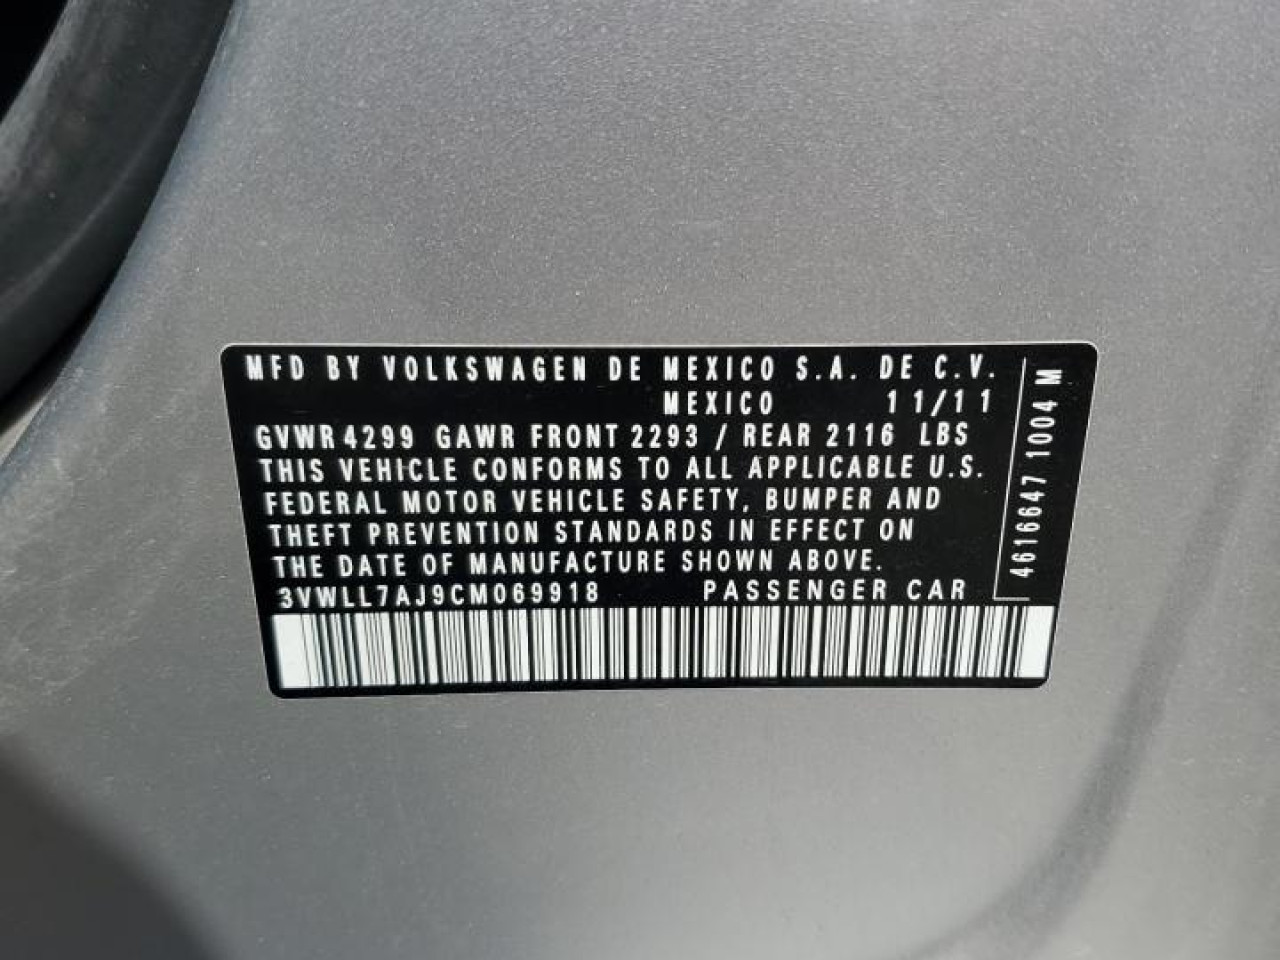 MFD BY VOLKSWAGEN DE MEXICO S.A. DE C.V.
MEXICO 11/11
GVWR 4299 GAWR FRONT 2293 / REAR 2116 LBS
THIS VEHICLE CONFORMS TO ALL APPLICABLE U.S.
FEDERAL MOTOR VEHICLE SAFETY, BUMPER AND
THEFT PREVENTION STANDARDS IN EFFECT ON
THE DATE OF MANUFACTURE SHOWN ABOVE.
3VWLL7AJ9CM069918 PASSENGER CAR
4616647 1004 M